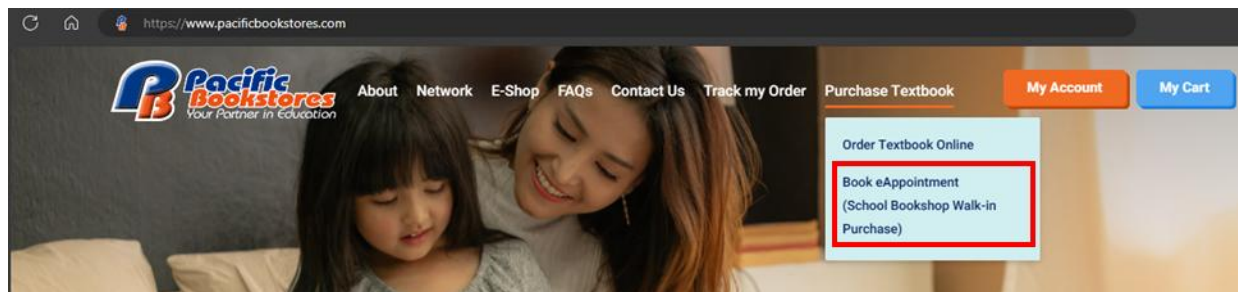 https://www.pacificbookstores.com
Pacific
Bookstores
Your Partner in Education
About Network E-Shop FAQs Contact Us Track my Order Purchase Textbook My Account My Cart
Order Textbook Online
Book eAppointment
(School Bookshop Walk-in
Purchase)